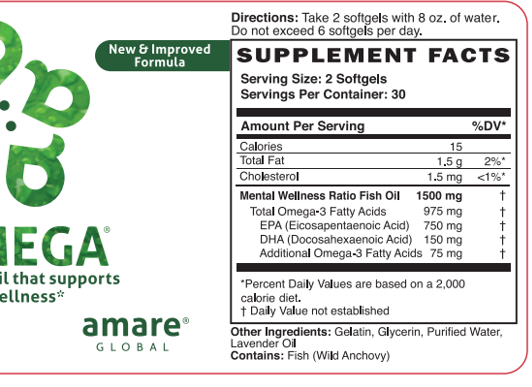 New & Improved
Formula
MEGA®
il that supports
ellness*
amare®
GLOBAL
Directions: Take 2 softgels with 8 oz. of water.
Do not exceed 6 softgels per day.
SUPPLEMENT FACTS
Serving Size: 2 Softgels
Servings Per Container: 30
Amount Per Serving %DV*
Calories 15
Total Fat 1.5 g 2%*
Cholesterol 1.5 mg <1%*
Mental Wellness Ratio Fish Oil 1500 mg †
Total Omega-3 Fatty Acids 975 mg †
EPA (Eicosapentaenoic Acid) 750 mg †
DHA (Docosahexaenoic Acid) 150 mg †
Additional Omega-3 Fatty Acids 75 mg †
*Percent Daily Values are based on a 2,000
calorie diet.
† Daily Value not established
Other Ingredients: Gelatin, Glycerin, Purified Water,
Lavender Oil
Contains: Fish (Wild Anchovy)